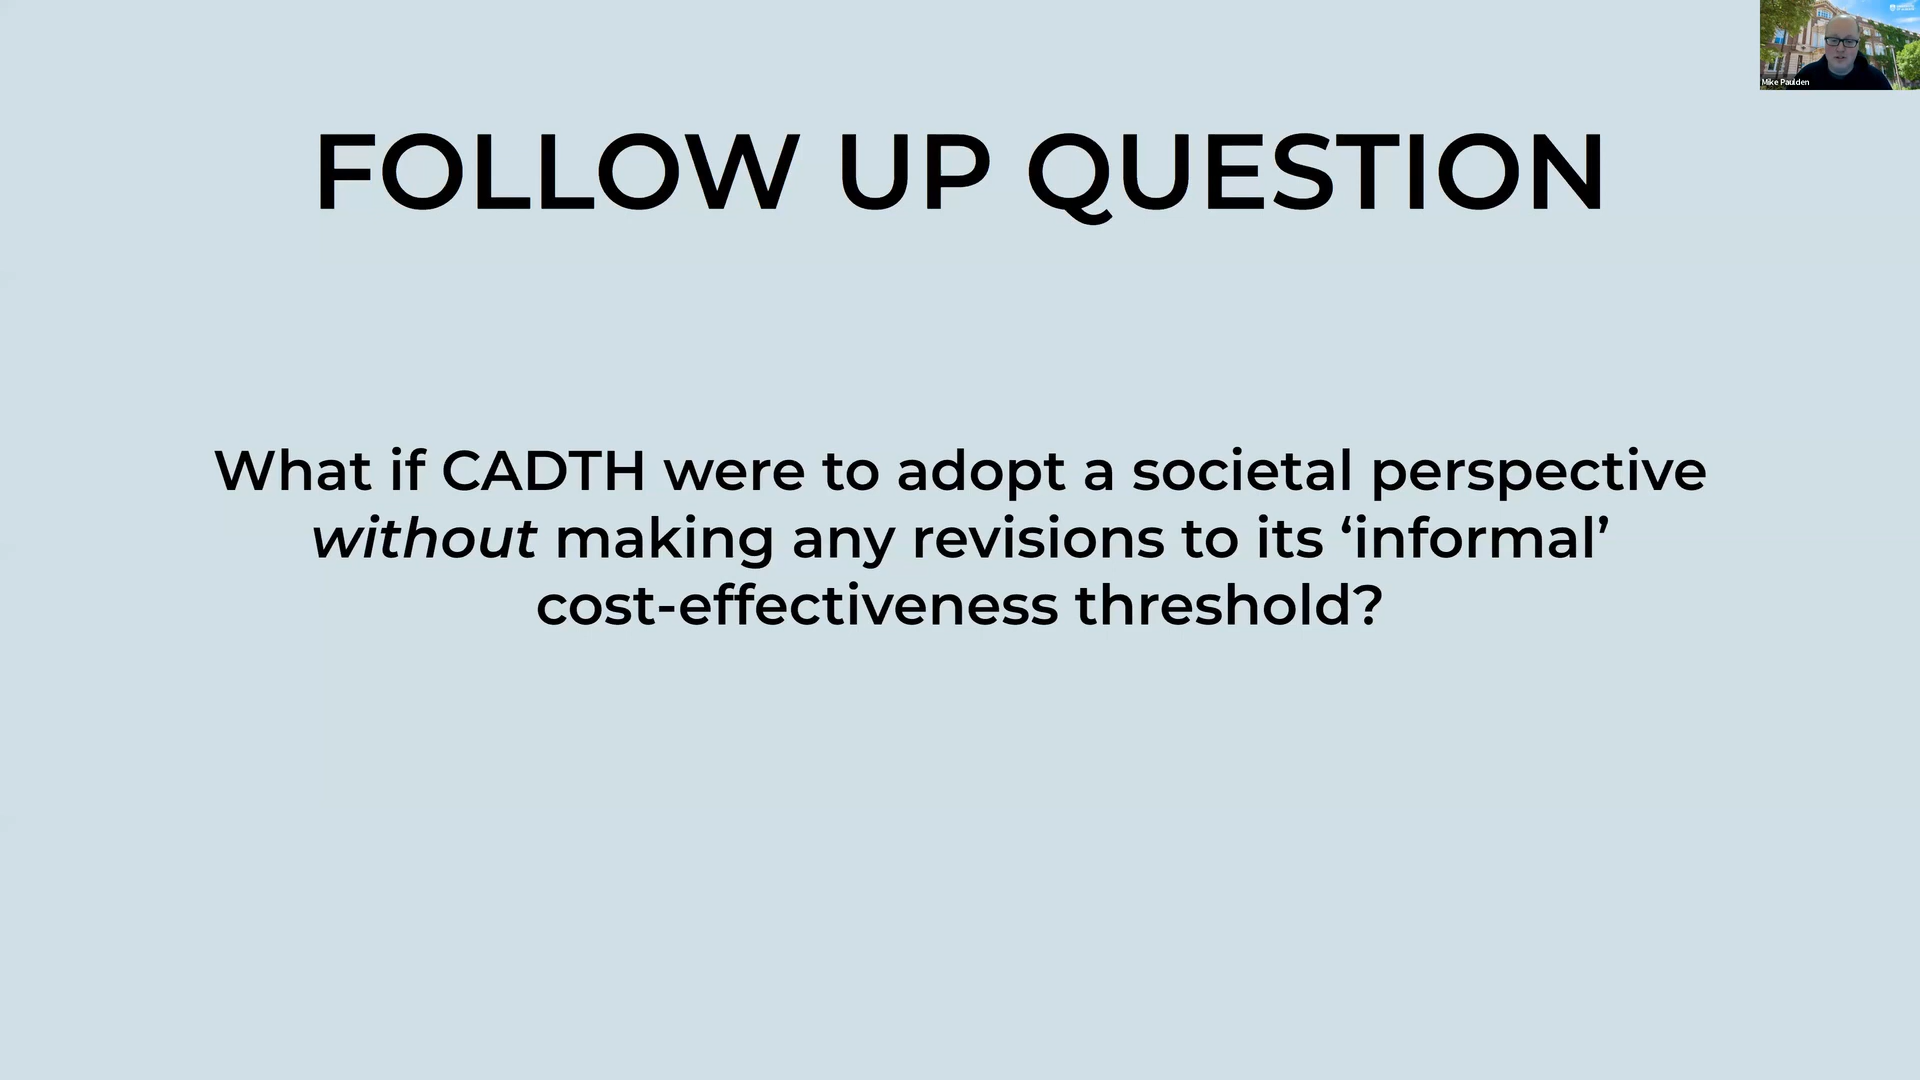 Mike Paulden
FOLLOW UP QUESTION
What if CADTH were to adopt a societal perspective
without making any revisions to its ‘informal’
cost-effectiveness threshold?